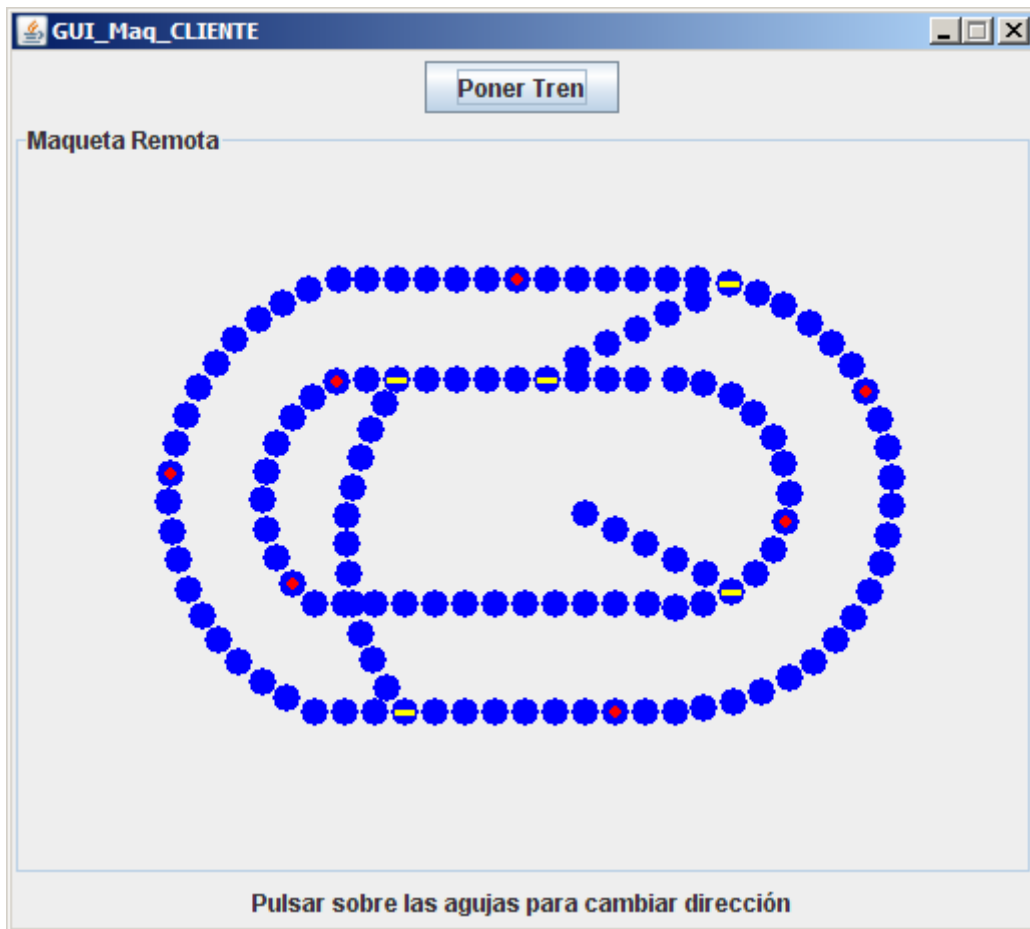 GUI_Maq_CLIENTE
Poner Tren
Maqueta Remota
Pulsar sobre las agujas para cambiar dirección